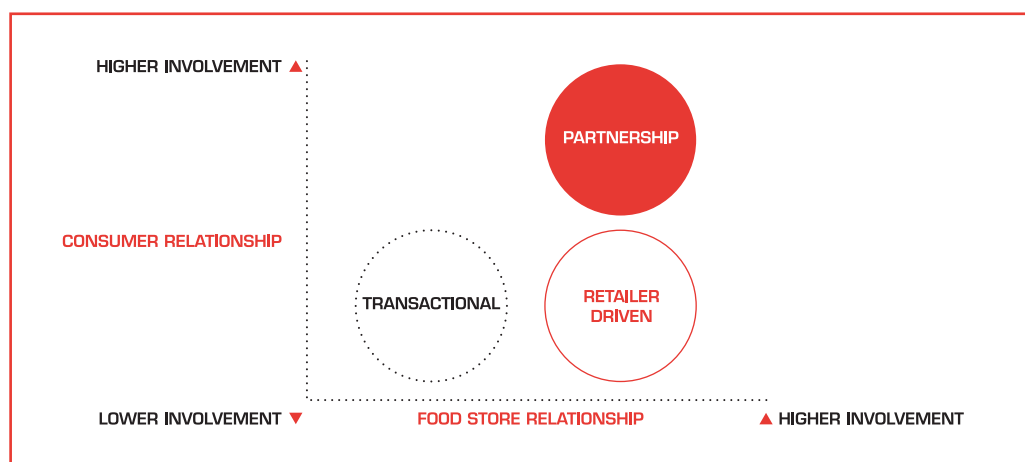 HIGHER INVOLVEMENT
PARTNERSHIP
CONSUMER RELATIONSHIP
TRANSACTIONAL
RETAILER
DRIVEN
LOWER INVOLVEMENT
FOOD STORE RELATIONSHIP
HIGHER INVOLVEMENT